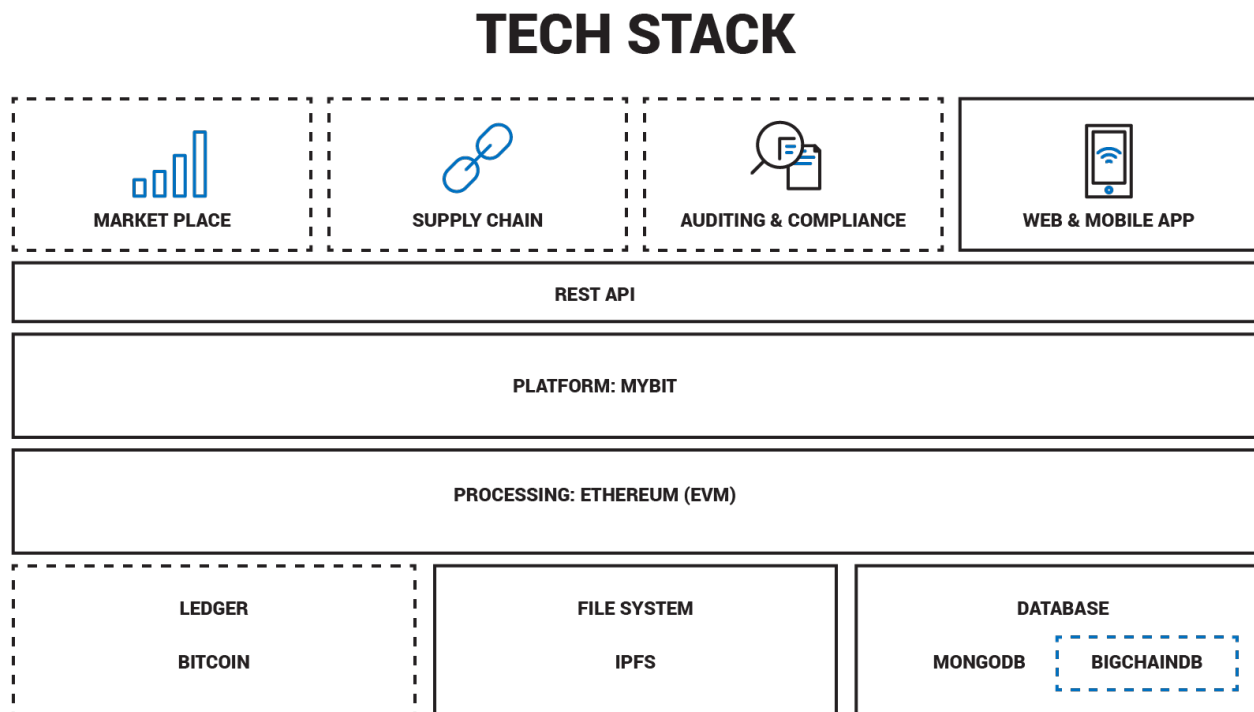 TECH STACK
MARKET PLACE
SUPPLY CHAIN
AUDITING & COMPLIANCE
WEB & MOBILE APP
REST API
PLATFORM: MYBIT
PROCESSING: ETHEREUM (EVM)
LEDGER
BITCOIN
FILE SYSTEM
IPFS
DATABASE
MONGODB
BIGCHAINDB